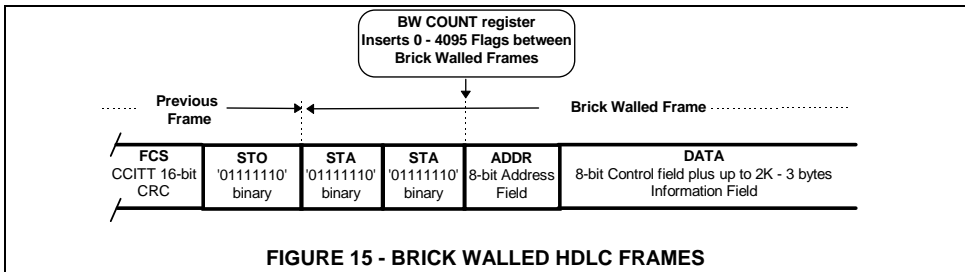 BW COUNT register
Inserts 0 - 4095 Flags between
Brick Walled Frames
Previous
Frame
Brick Walled Frame
FCS
CCITT 16-bit
CRC
STO
'01111110'
binary
STA
'01111110'
binary
STA
'01111110'
binary
ADDR
8-bit Address
Field
DATA
8-bit Control field plus up to 2K - 3 bytes
Information Field
FIGURE 15 - BRICK WALLED HDLC FRAMES